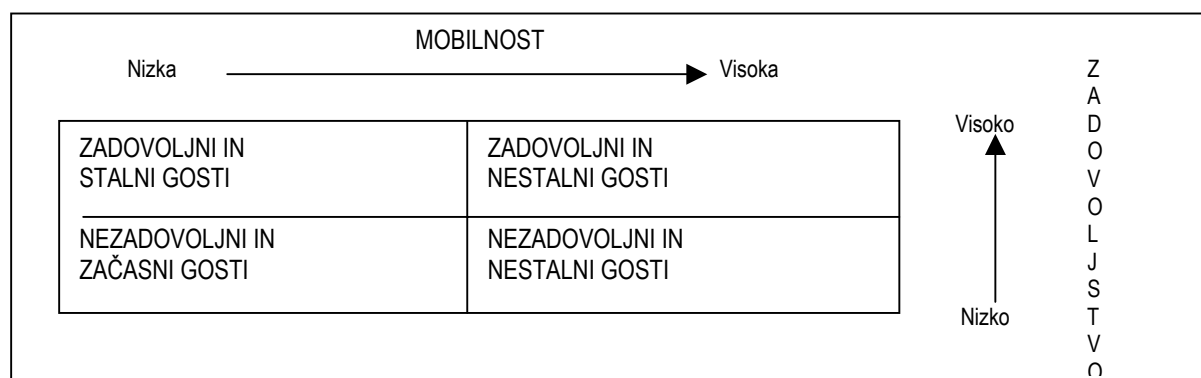 MOBILNOST
Nizka
Visoka
ZADOVOLJNI IN
STALNI GOSTI
ZADOVOLJNI IN
NESTALNI GOSTI
NEZADOVOLJNI IN
ZAČASNI GOSTI
NEZADOVOLJNI IN
NESTALNI GOSTI
Visoko
Nizko
Z
A
D
O
V
O
L
J
S
T
V
O